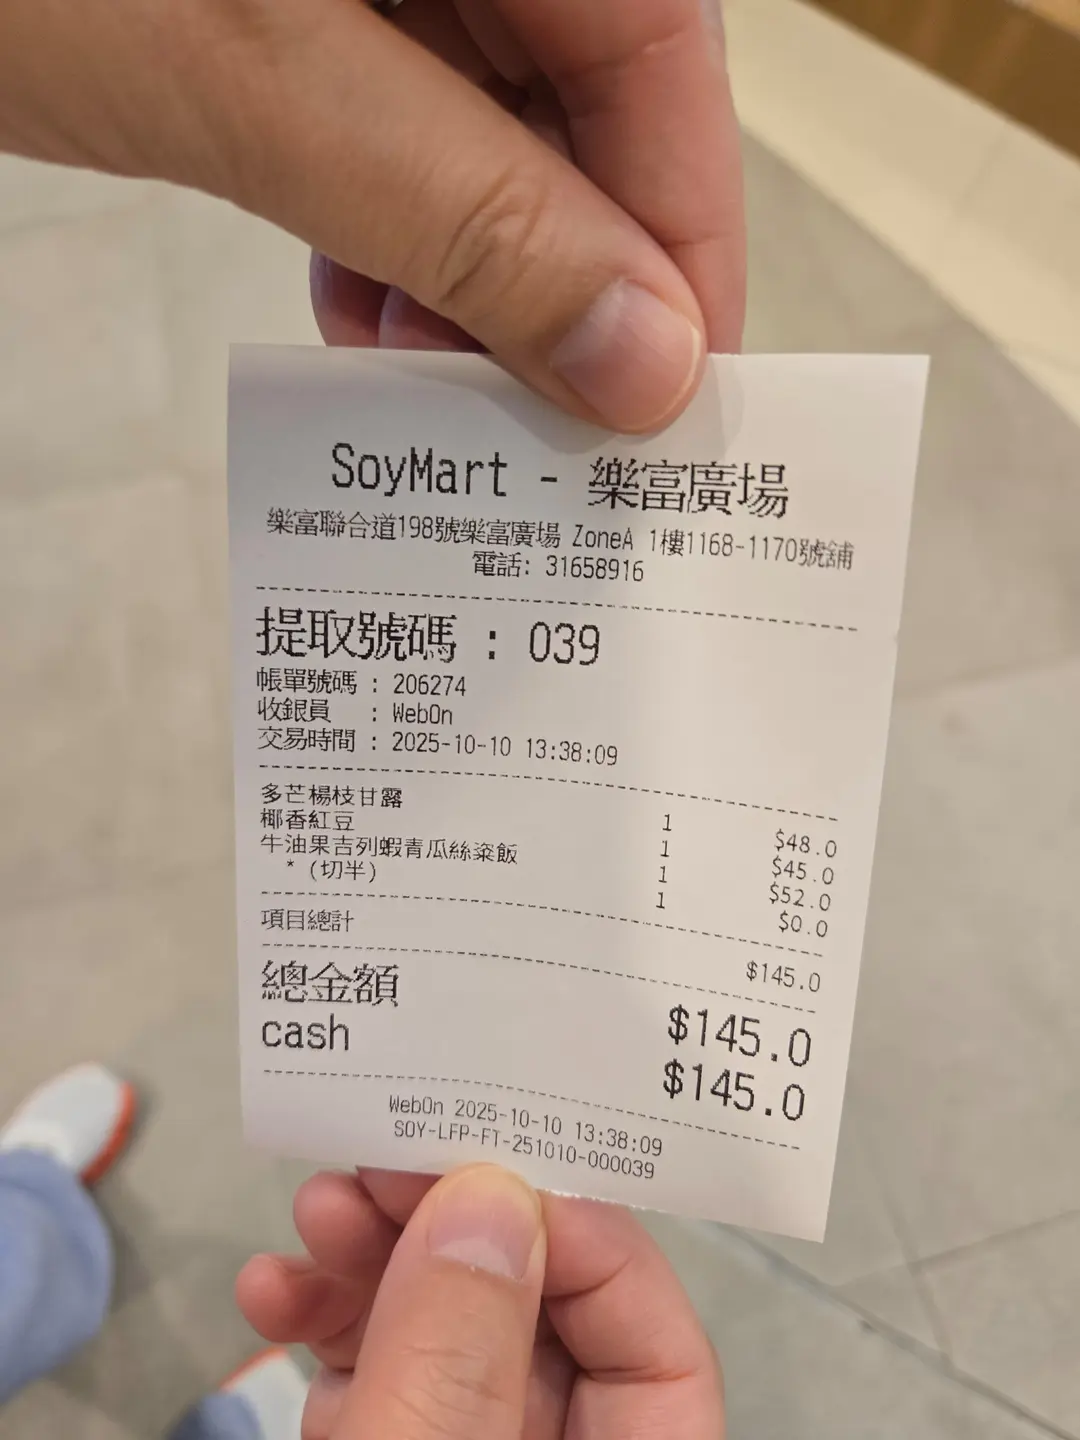 SoyMart - 樂富廣場
樂富聯合道198號樂富廣場 ZoneA 1樓1168-1170號舖
電話: 31658916
提取號碼 : 039
帳單號碼 : 206274
收銀員 : WebOn
交易時間 : 2025-10-10 13:38:09
多芒楊枝甘露 1 $48.0
椰香紅豆 1 $45.0
牛油果吉列蝦青瓜絲粢飯 1 $52.0
* (切半) 1 $0.0
項目總計 $145.0
總金額 $145.0
cash $145.0
WebOn 2025-10-10 13:38:09
SOY-LFP-FT-251010-000039